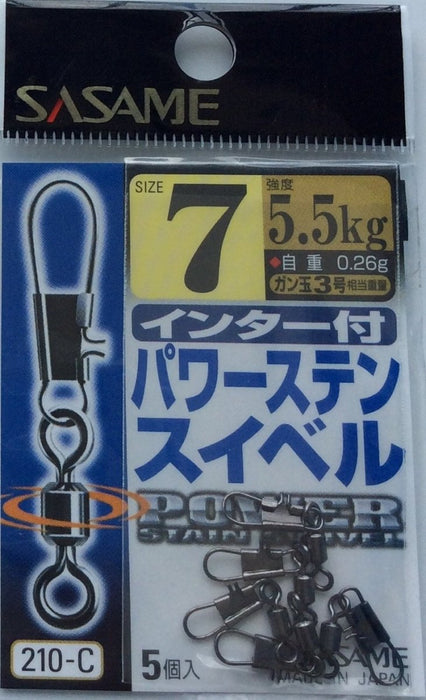 SASAME
SIZE
7
強度
5.5kg
◆自重 0.26g
ガン玉3号相当重量
インター付
パワーステン
スイベル
POWER
STAIN SWIVEL
210-C
5個入
SASAME
MADE IN JAPAN